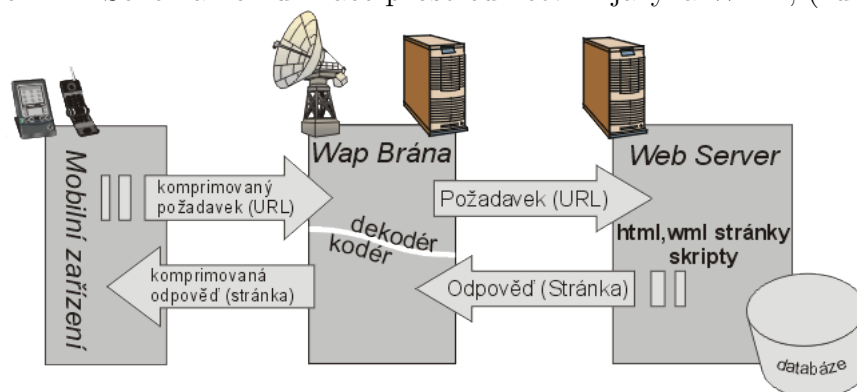 Mobilní zařízení
komprimovaný
požadavek (URL)
komprimovaná
odpověď (stránka)
Wap Brána
dekodér
kodér
Požadavek (URL)
Odpověď (Stránka)
Web Server
html,wml stránky
skripty
databáze